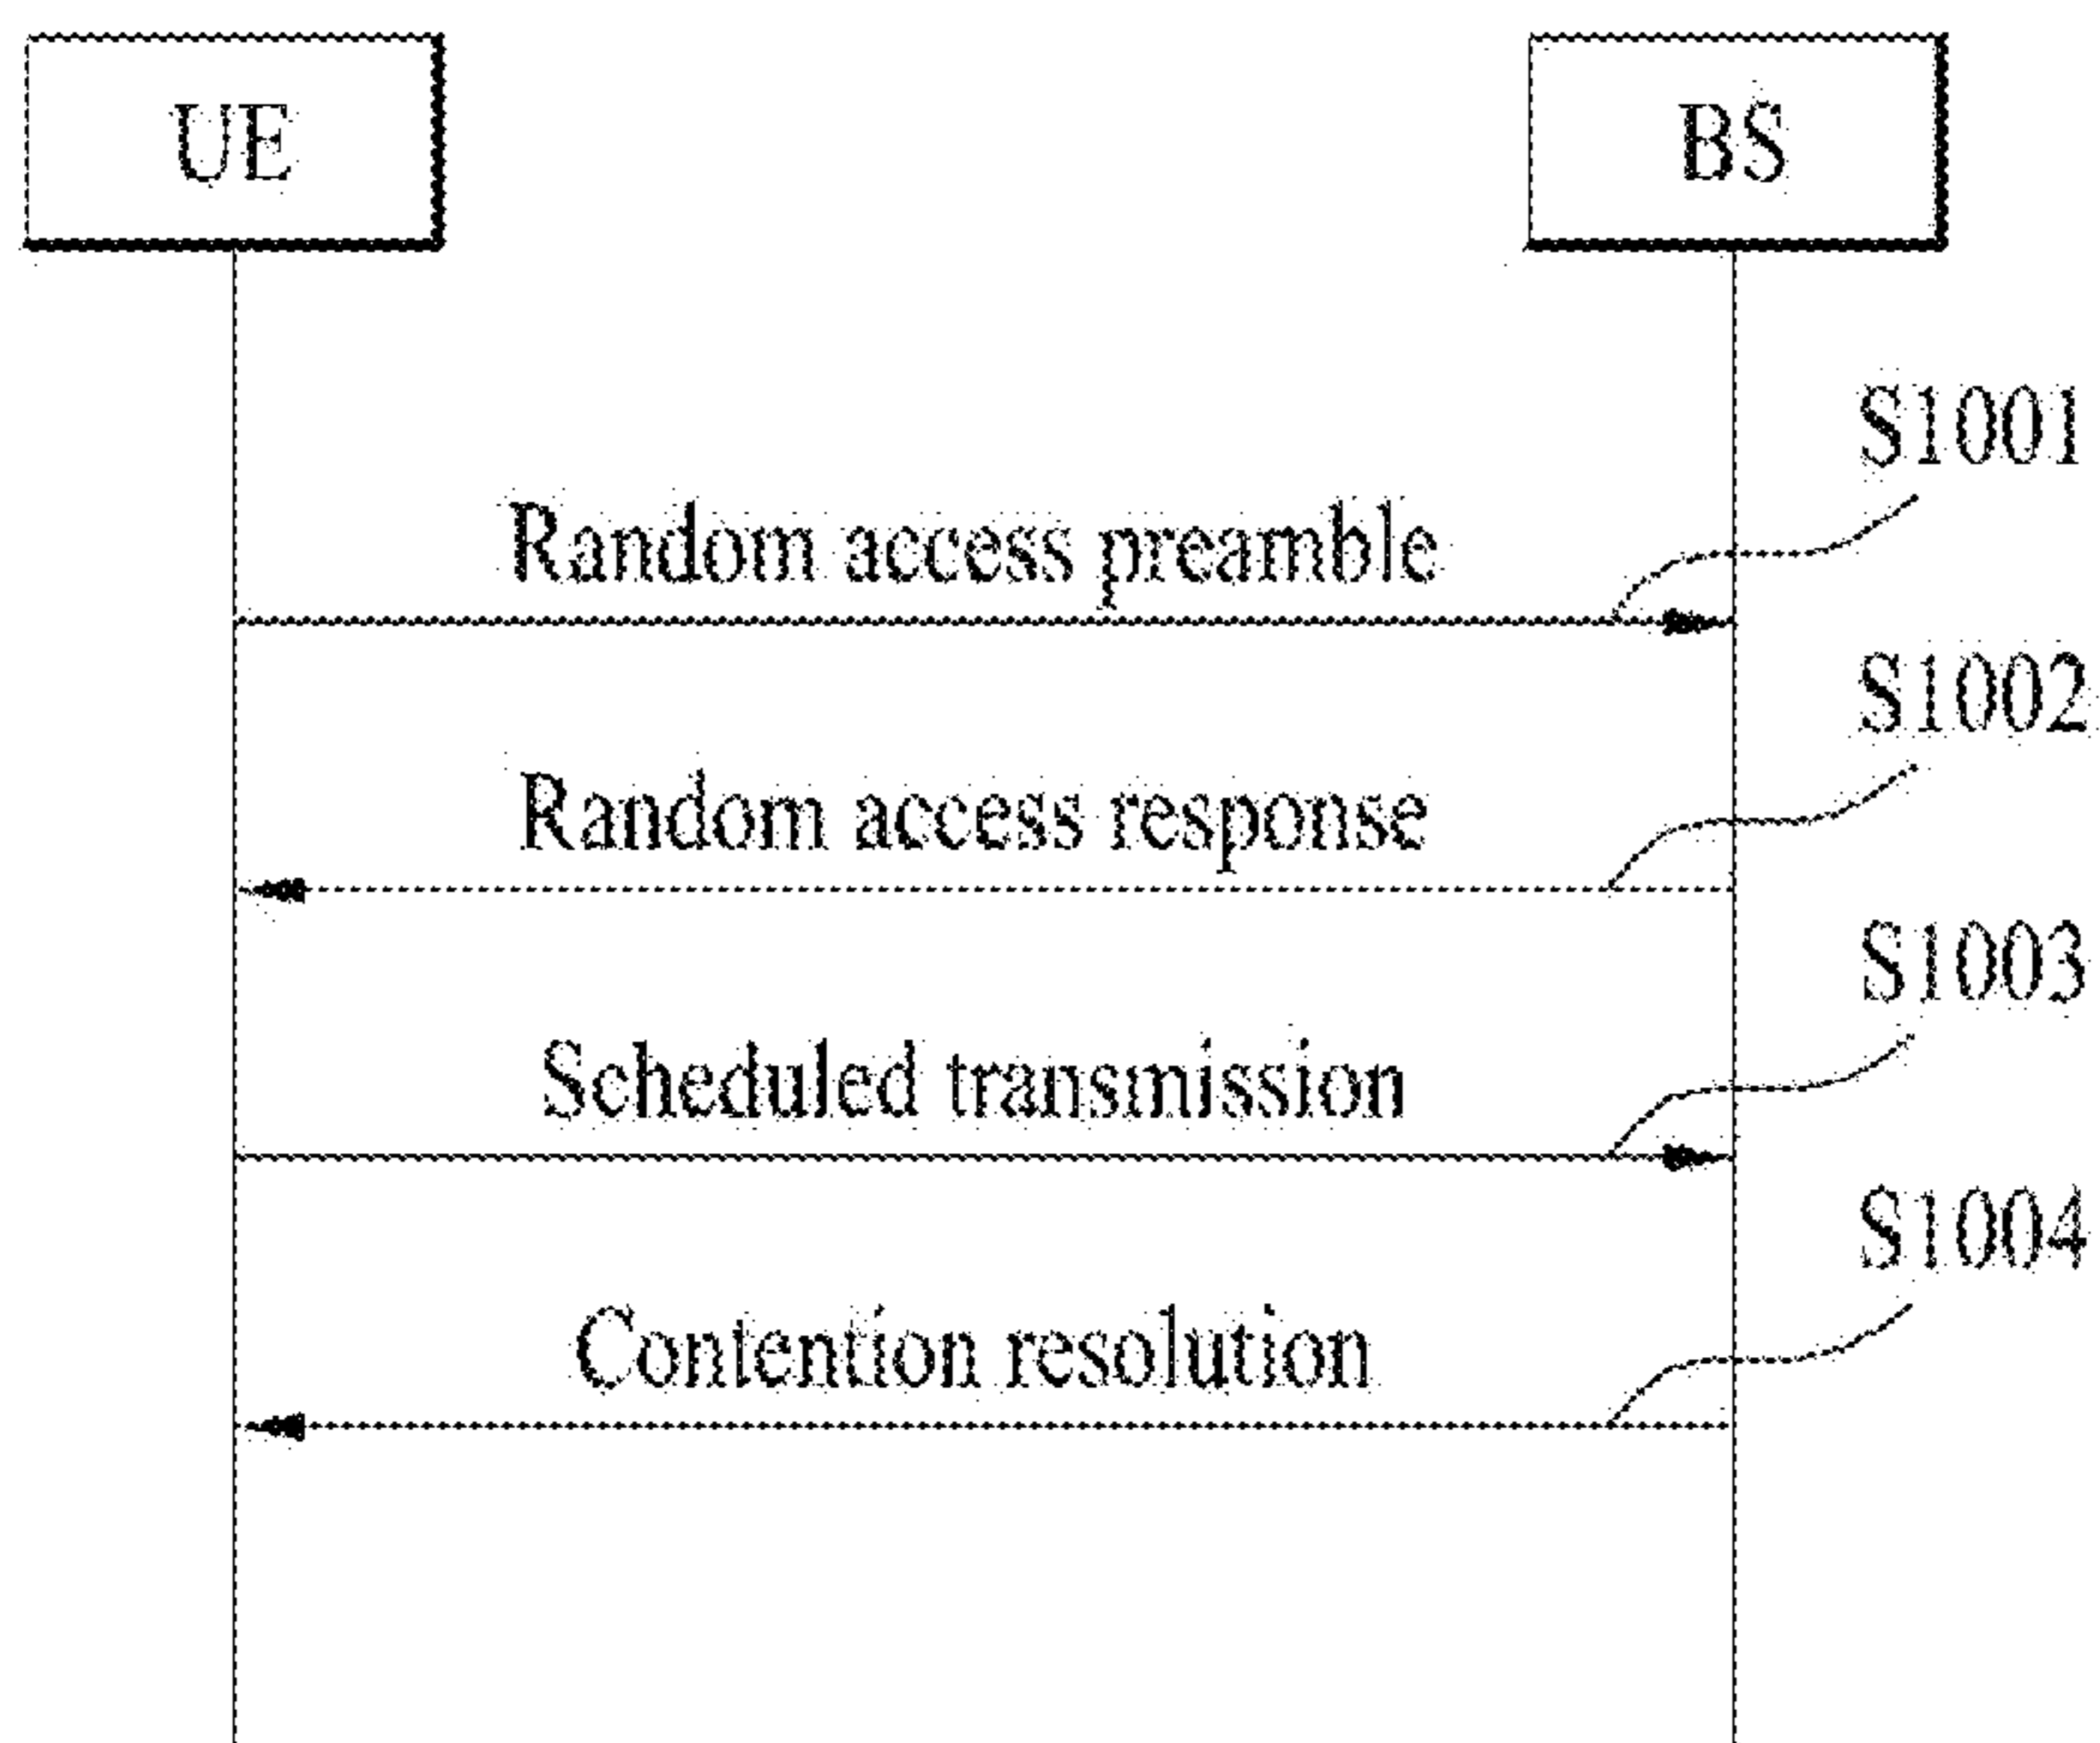 UE
BS
S1001
Random access preamble
S1002
Random access response
S1003
Scheduled transmission
S1004
Contention resolution